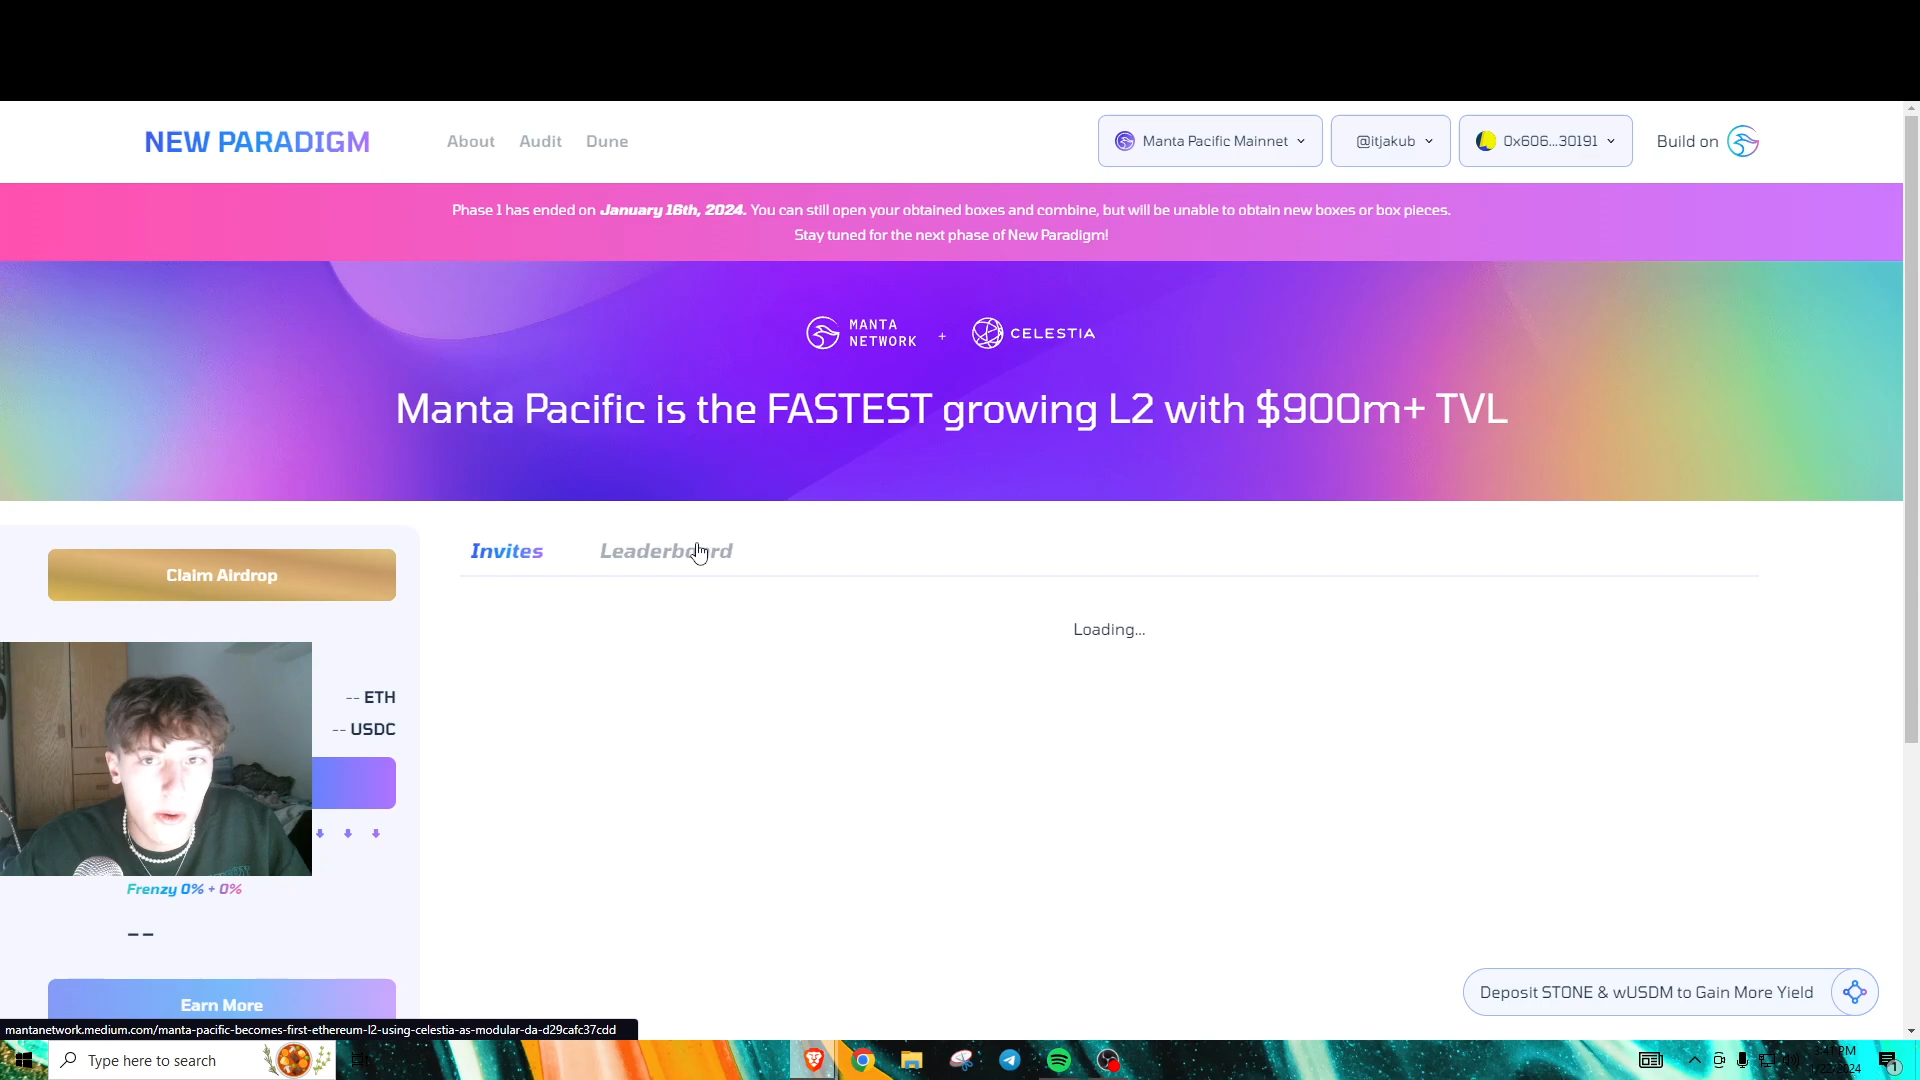 NEW PARADIGM
About
Audit
Dune
Manta Pacific Mainnet
@itjakub
0x606...30191
Build on
Phase 1 has ended on January 16th, 2024. You can still open your obtained boxes and combine, but will be unable to obtain new boxes or box pieces.
Stay tuned for the next phase of New Paradigm!
MANTA
NETWORK
+
CELESTIA
Manta Pacific is the FASTEST growing L2 with $900m+ TVL
Claim Airdrop
Invites
Leaderboard
Loading...
-- ETH
-- USDC
Frenzy 0% + 0%
--
Earn More
Deposit STONE & wUSDM to Gain More Yield
mantanetwork.medium.com/manta-pacific-becomes-first-ethereum-l2-using-celestia-as-modular-da-d29cafc37cdd
Type here to search
PM
1